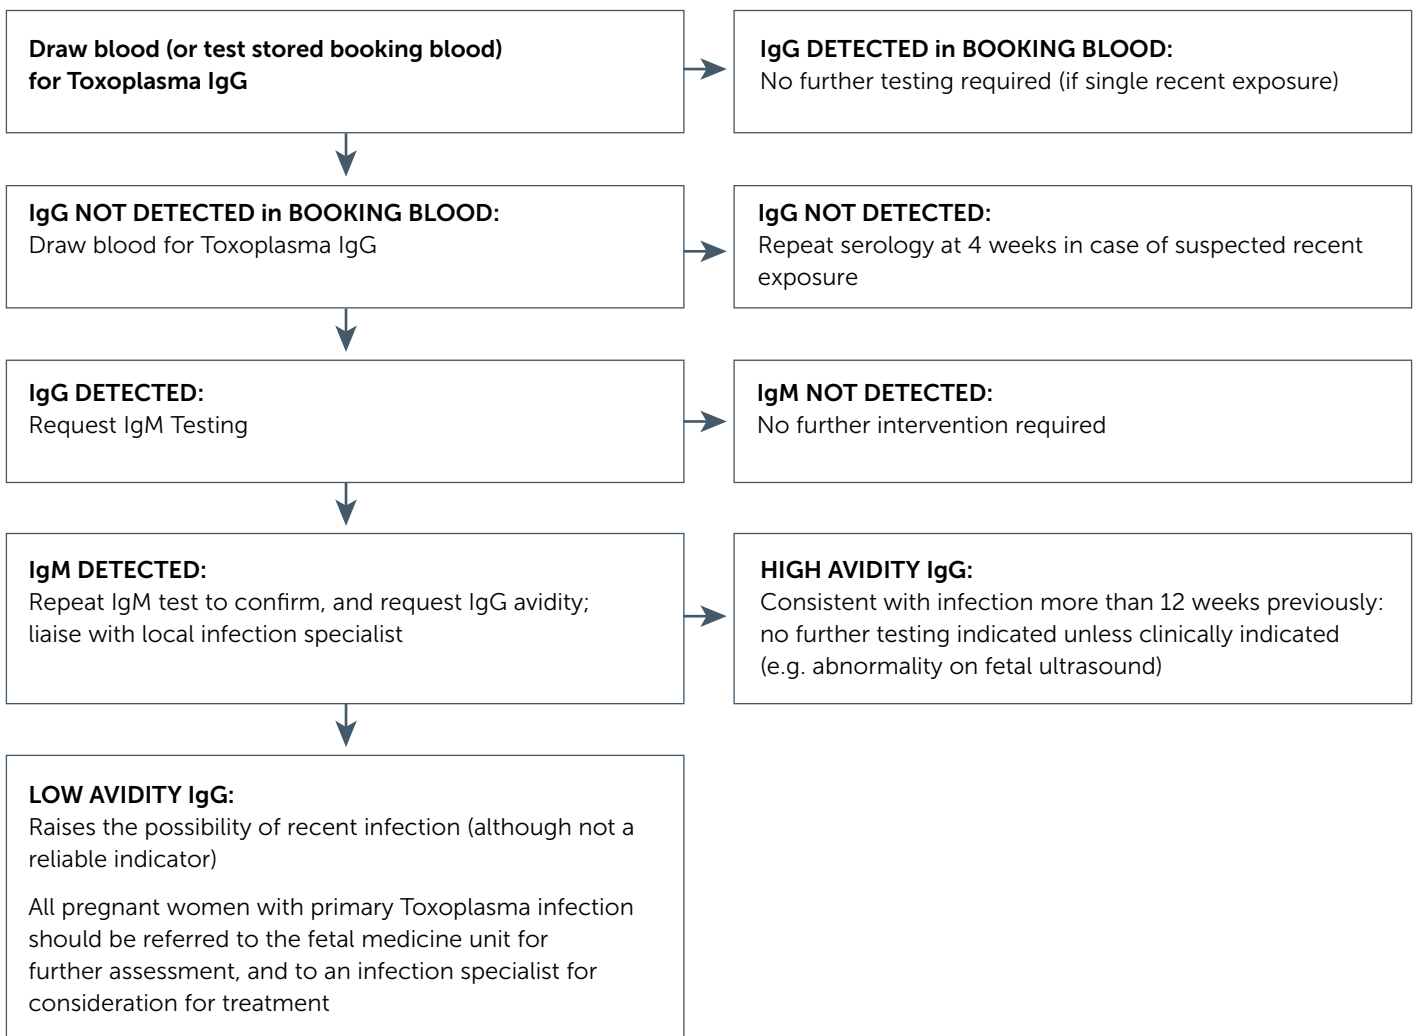 Draw blood (or test stored booking blood)
for Toxoplasma IgG
IgG DETECTED in BOOKING BLOOD:
No further testing required (if single recent exposure)
IgG NOT DETECTED in BOOKING BLOOD:
Draw blood for Toxoplasma IgG
IgG NOT DETECTED:
Repeat serology at 4 weeks in case of suspected recent
exposure
IgG DETECTED:
Request IgM Testing
IgM NOT DETECTED:
No further intervention required
IgM DETECTED:
Repeat IgM test to confirm, and request IgG avidity;
liaise with local infection specialist
HIGH AVIDITY IgG:
Consistent with infection more than 12 weeks previously:
no further testing indicated unless clinically indicated
(e.g. abnormality on fetal ultrasound)
LOW AVIDITY IgG:
Raises the possibility of recent infection (although not a
reliable indicator)
All pregnant women with primary Toxoplasma infection
should be referred to the fetal medicine unit for
further assessment, and to an infection specialist for
consideration for treatment